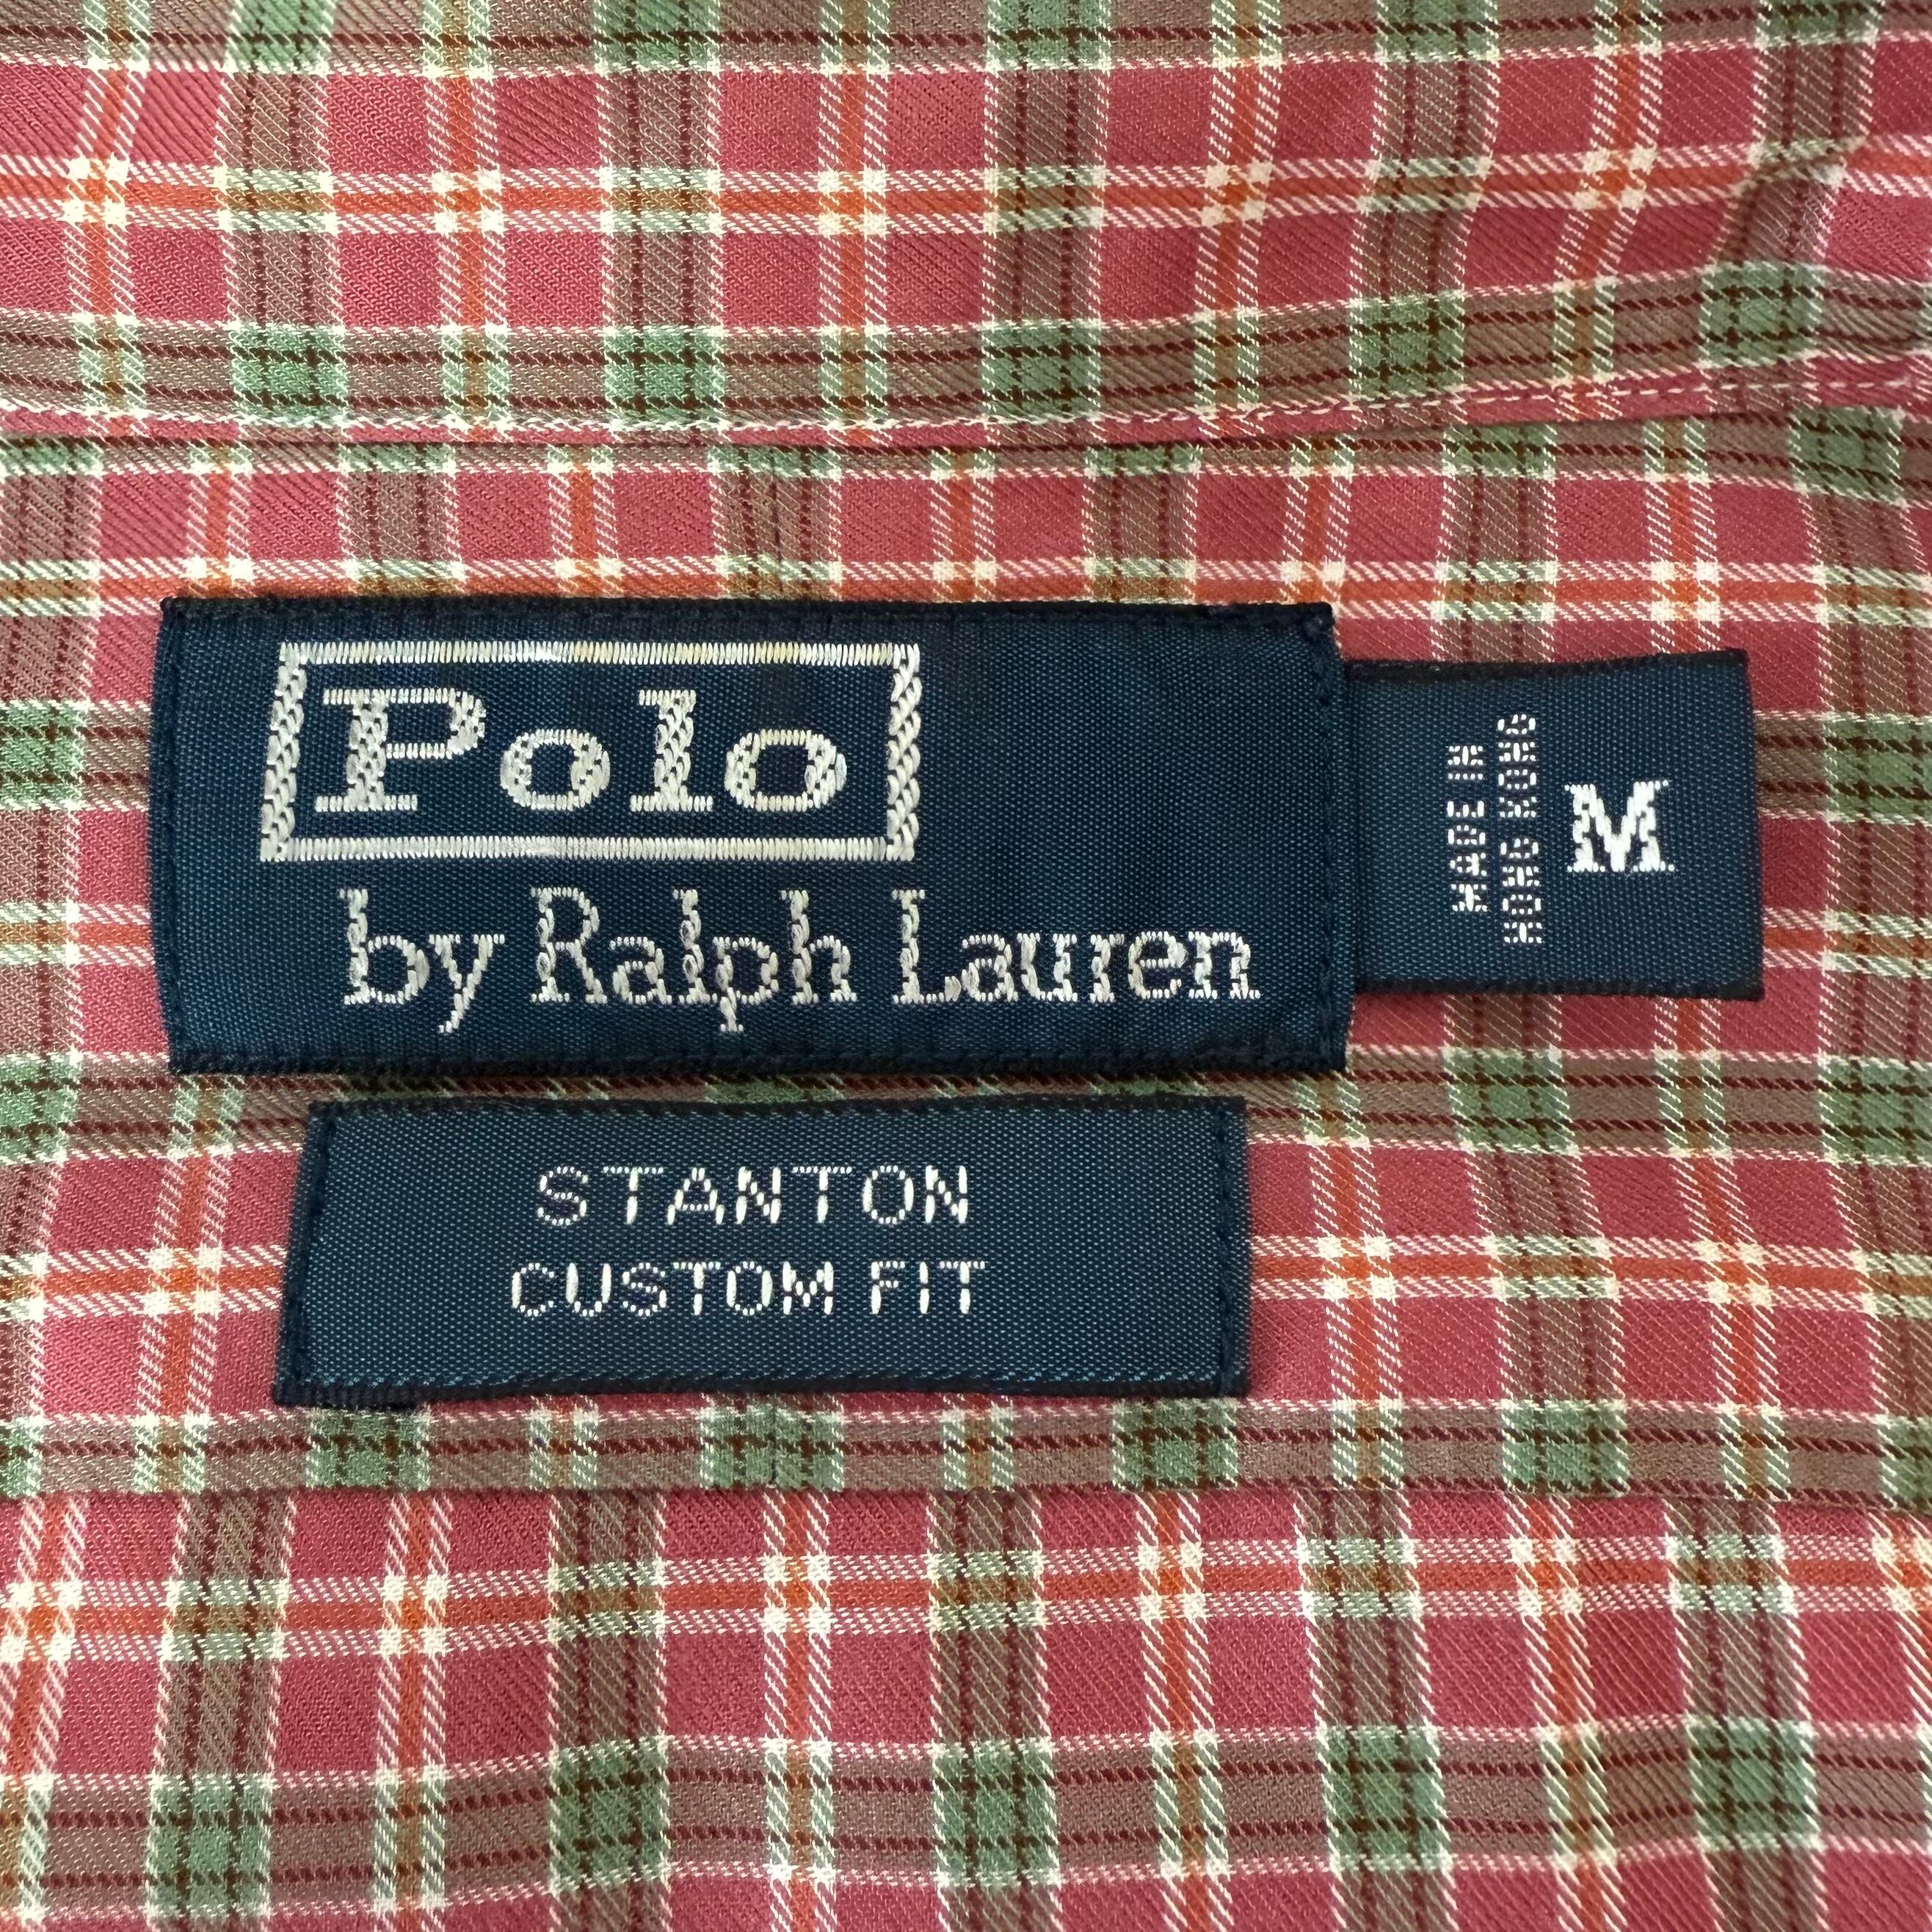 Polo
by Ralph Lauren
MADE IN
HONG KONG
M
STANTON
CUSTOM FIT